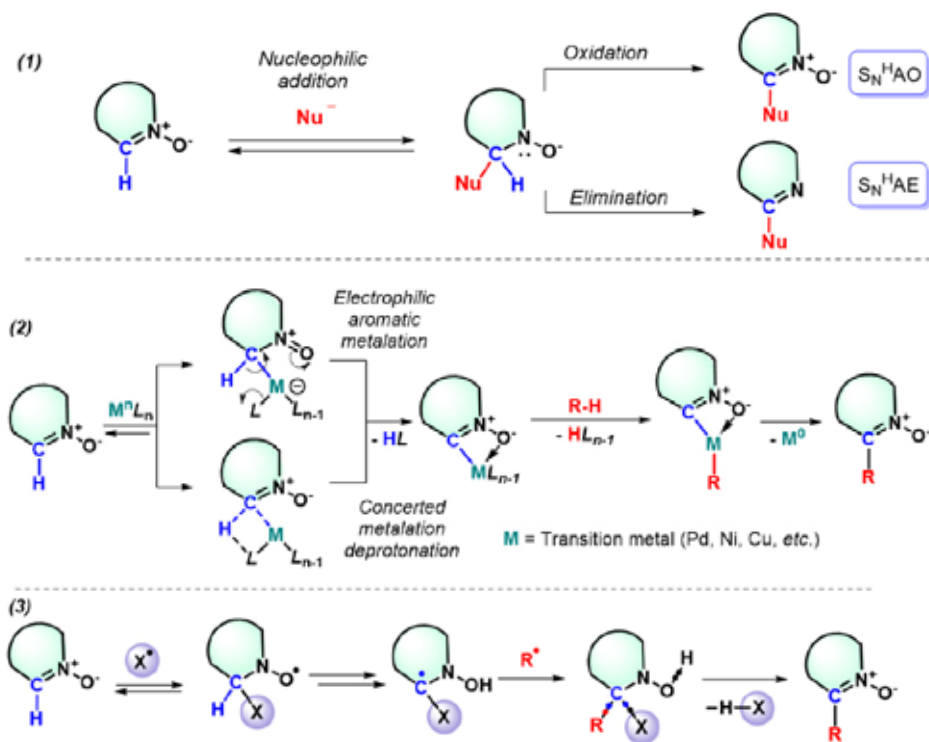 (1)
Nucleophilic
addition
Nu⁻
C
H
N⁺
O⁻
Nu
C
H
N
O⁻
Oxidation
N⁺
O⁻
C
Nu
SNᴴAO
Elimination
N
C
Nu
SNᴴAE
(2)
Electrophilic
aromatic
metalation
N⁺
O
C
H
M
⊖
L
Ln-1
MⁿLn
C
H
N⁺
O⁻
- HL
C
H
N⁺
O⁻
M
L
Ln-1
Concerted
metalation
deprotonation
C
N⁺
O⁻
MLn-1
R-H
- HLn-1
C
N⁺
O⁻
M
R
- M⁰
C
N⁺
O⁻
R
M = Transition metal (Pd, Ni, Cu, etc.)
(3)
C
H
N⁺
O⁻
X•
C
H
N
O•
X
C
N
OH
X
R•
C
N
O
H
R
X
–H–X
C
N⁺
O⁻
R